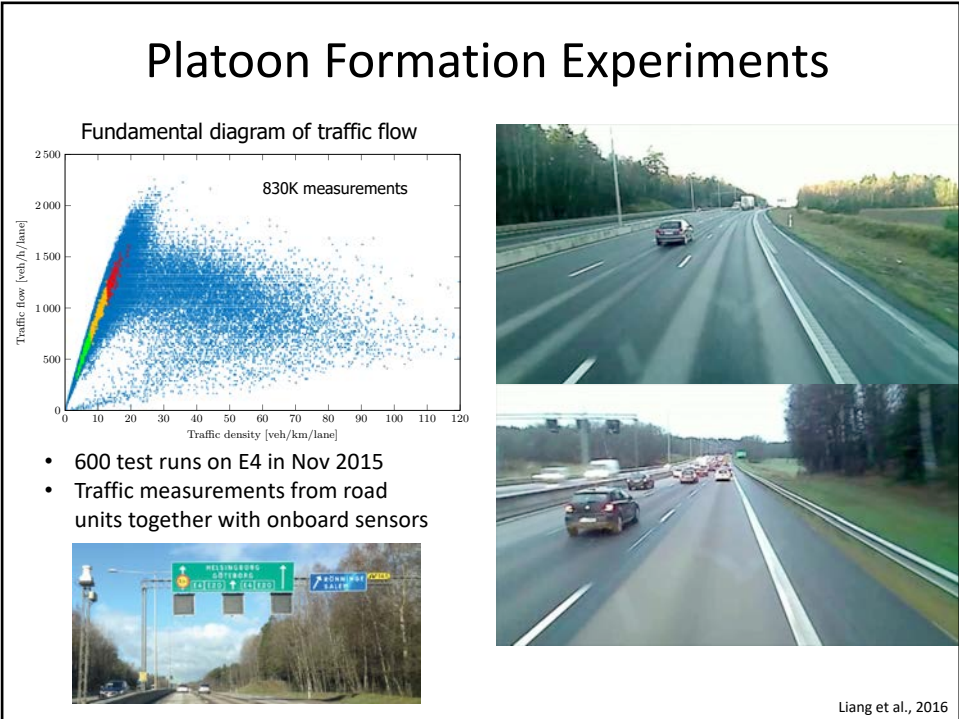 Platoon Formation Experiments
Fundamental diagram of traffic flow
830K measurements
Traffic flow [veh/h/lane]
2 500
2 000
1 500
1 000
500
0
0 10 20 30 40 50 60 70 80 90 100 110 120
Traffic density [veh/km/lane]
• 600 test runs on E4 in Nov 2015
• Traffic measurements from road
units together with onboard sensors
HELSINGBORG
GÖTEBORG
E4 E20 E4 E20
RÖNNINGE
SALEM
Liang et al., 2016